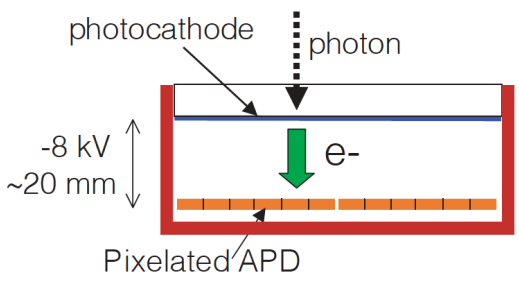 photocathode
photon
-8 kV
~20 mm
e-
Pixelated APD